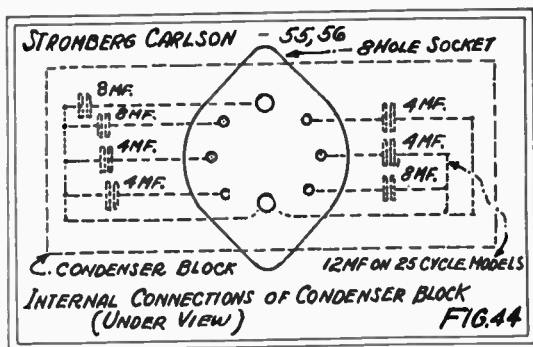 STROMBERG CARLSON - 55,56
8 HOLE SOCKET
8 MF.
8 MF.
4 MF.
4 MF.
4 MF.
4 MF.
8 MF.
C. CONDENSER BLOCK
12 MF ON 25 CYCLE MODELS
INTERNAL CONNECTIONS OF CONDENSER BLOCK
(UNDER VIEW)
FIG.44